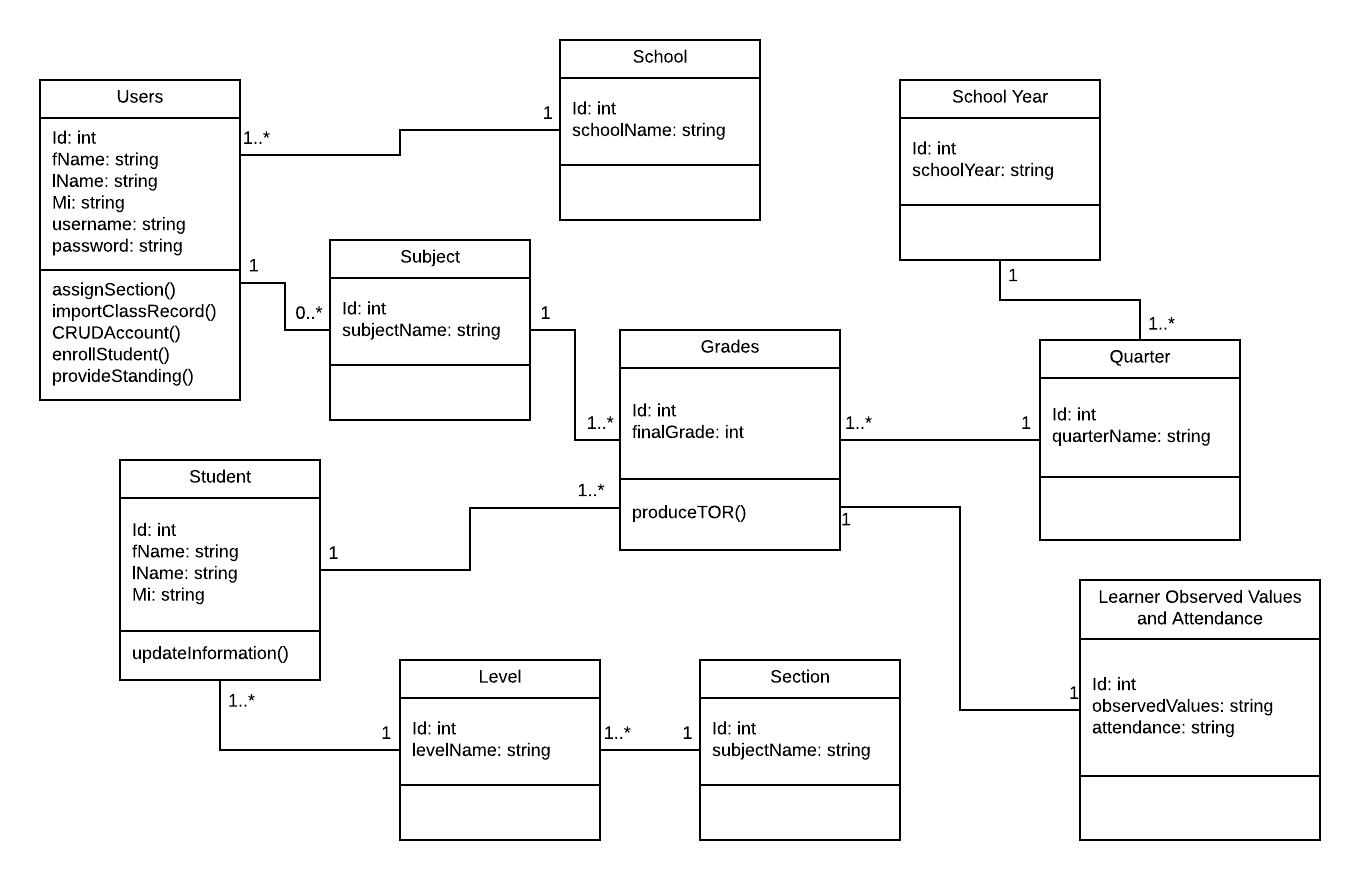 School
Id: int
schoolName: string
Users
Id: int
fName: string
lName: string
Mi: string
username: string
password: string
assignSection()
importClassRecord()
CRUDAccount()
enrollStudent()
provideStanding()
1..*
1
School Year
Id: int
schoolYear: string
1
1..*
1
0..*
Subject
Id: int
subjectName: string
1
1..*
Grades
Id: int
finalGrade: int
produceTOR()
1..*
1
Quarter
Id: int
quarterName: string
Student
Id: int
fName: string
lName: string
Mi: string
updateInformation()
1
1..*
1
1
Learner Observed Values
and Attendance
Id: int
observedValues: string
attendance: string
1..*
1
Level
Id: int
levelName: string
1..*
1
Section
Id: int
subjectName: string